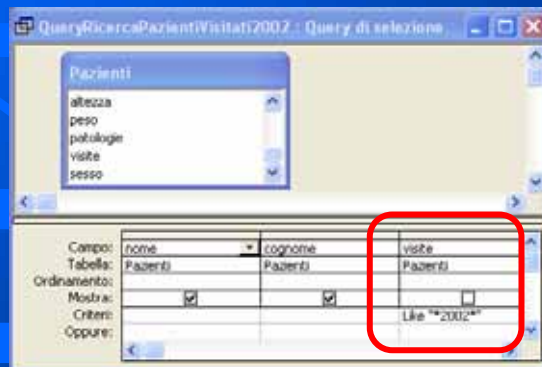 QueryRicercaPazientiVisitati2002 : Query di selezione
Pazienti
altezza
peso
patologie
visite
sesso
Campo: nome cognome visite
Tabella: Pazienti Pazienti Pazienti
Ordinamento:
Mostra:
Criteri: Like "*2002*"
Oppure: